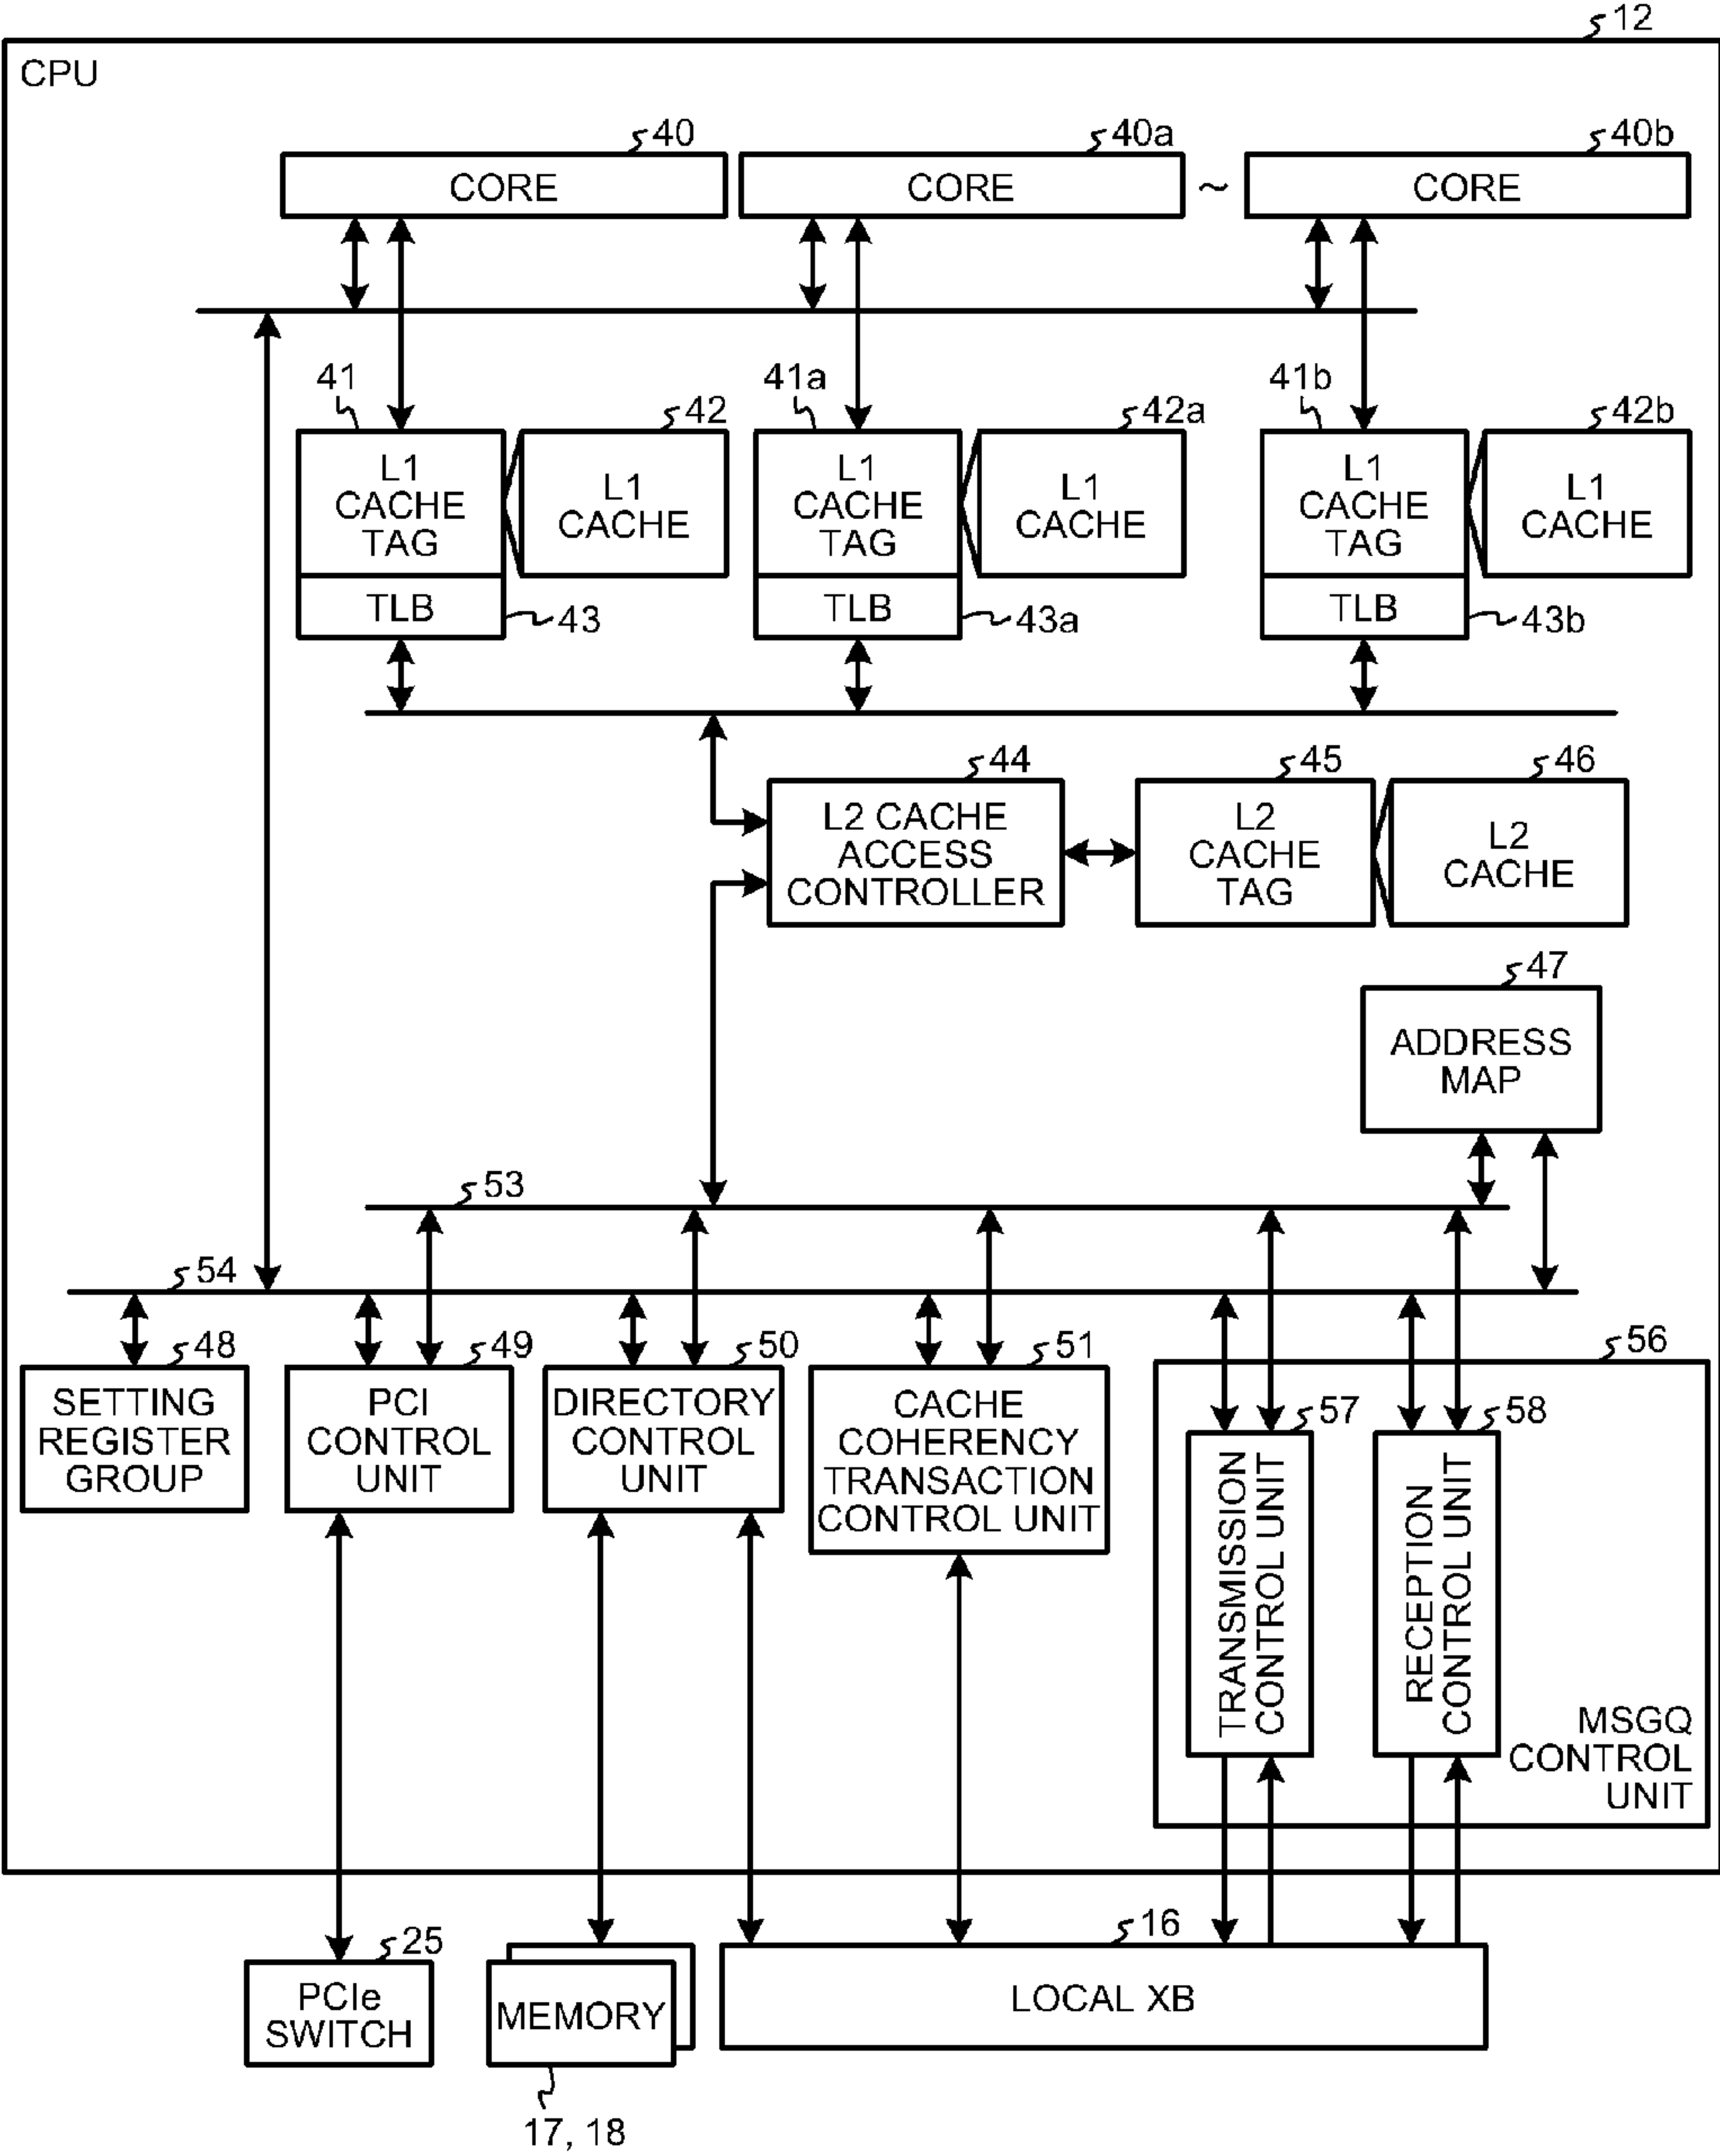 12
CPU
40
40a
40b
CORE
CORE
~
CORE
41
42
41a
42a
41b
42b
L1
CACHE
TAG
L1
CACHE
L1
CACHE
TAG
L1
CACHE
L1
CACHE
TAG
L1
CACHE
TLB
43
TLB
43a
TLB
43b
44
45
46
L2 CACHE
ACCESS
CONTROLLER
L2
CACHE
TAG
L2
CACHE
47
ADDRESS
MAP
53
54
48
49
50
51
56
SETTING
REGISTER
GROUP
PCI
CONTROL
UNIT
DIRECTORY
CONTROL
UNIT
CACHE
COHERENCY
TRANSACTION
CONTROL UNIT
57
58
TRANSMISSION
CONTROL UNIT
RECEPTION
CONTROL UNIT
MSGQ
CONTROL
UNIT
25
16
PCIe
SWITCH
MEMORY
LOCAL XB
17, 18